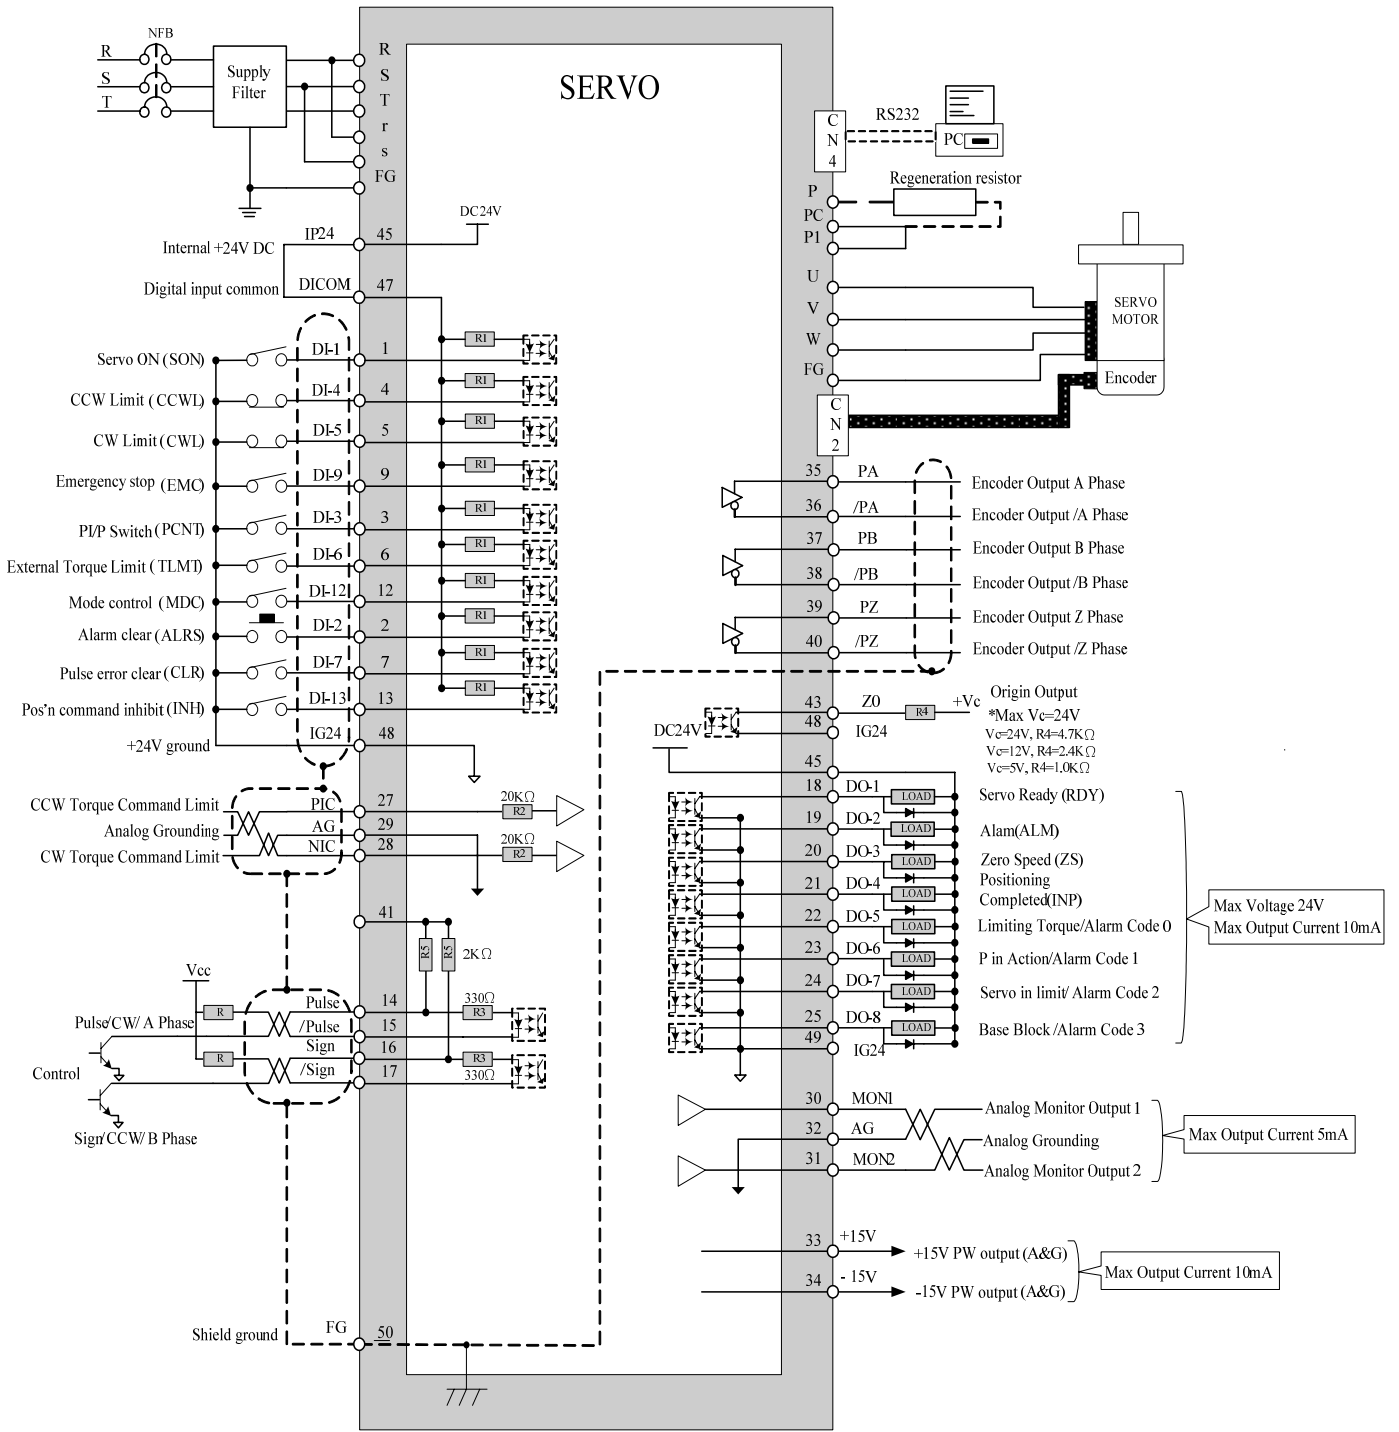 SERVO
NFB
R
S
T
Supply
Filter
R
S
T
r
s
FG
DC24V
Internal +24V DC
IP24
45
Digital input common
DICOM
47
Servo ON (SON)
DI-1
1
R1
CCW Limit (CCWL)
DI-4
4
R1
CW Limit (CWL)
DI-5
5
R1
Emergency stop (EMC)
DI-9
9
R1
PI/P Switch (PCNT)
DI-3
3
R1
External Torque Limit (TLMT)
DI-6
6
R1
Mode control (MDC)
DI-12
12
R1
Alarm clear (ALRS)
DI-2
2
R1
Pulse error clear (CLR)
DI-7
7
R1
Pos'n command inhibit (INH)
DI-13
13
R1
+24V ground
IG24
48
CCW Torque Command Limit
PIC
27
20KΩ
R2
Analog Grounding
AG
29
CW Torque Command Limit
NIC
28
20KΩ
R2
41
R5
R5
2KΩ
Vcc
R
Pulse
14
330Ω
R3
Pulse/CW/A Phase
/Pulse
15
R
Sign
16
R3
/Sign
17
330Ω
Control
Sign/CCW/B Phase
Shield ground
FG
50
C
N
4
RS232
PC
Regeneration resistor
P
PC
P1
U
V
W
FG
SERVO
MOTOR
Encoder
C
N
2
35
PA
Encoder Output A Phase
36
/PA
Encoder Output /A Phase
37
PB
Encoder Output B Phase
38
/PB
Encoder Output /B Phase
39
PZ
Encoder Output Z Phase
40
/PZ
Encoder Output /Z Phase
43
Z0
R4
+Vc
Origin Output
*Max Vc=24V
Vc=24V, R4=4.7KΩ
Vc=12V, R4=2.4KΩ
Vc=5V, R4=1.0KΩ
48
IG24
DC24V
45
18
DO-1
LOAD
Servo Ready (RDY)
19
DO-2
LOAD
Alam(ALM)
20
DO-3
LOAD
Zero Speed (ZS)
21
DO-4
LOAD
Positioning
Completed(INP)
22
DO-5
LOAD
Limiting Torque/Alarm Code 0
23
DO-6
LOAD
P in Action/Alarm Code 1
24
DO-7
LOAD
Servo in limit/ Alarm Code 2
25
DO-8
LOAD
Base Block /Alarm Code 3
49
IG24
Max Voltage 24V
Max Output Current 10mA
30
MON1
Analog Monitor Output 1
32
AG
Analog Grounding
31
MON2
Analog Monitor Output 2
Max Output Current 5mA
33
+15V
+15V PW output (A&G)
34
- 15V
-15V PW output (A&G)
Max Output Current 10mA